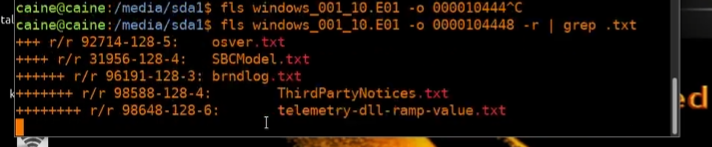 caine@caine:/media/sda1$ fls windows_001_10.E01 -o 000010444^C
tal
caine@caine:/media/sda1$ fls windows_001_10.E01 -o 0000104448 -r | grep .txt
+++ r/r 92714-128-5:    osver.txt
++++ r/r 31956-128-4:    SBCModel.txt
++++++ r/r 96191-128-3: brndlog.txt
k
+++++++ r/r 98588-128-4:        ThirdPartyNotices.txt
++++++++ r/r 98648-128-6:        telemetry-dll-ramp-value.txt
ed